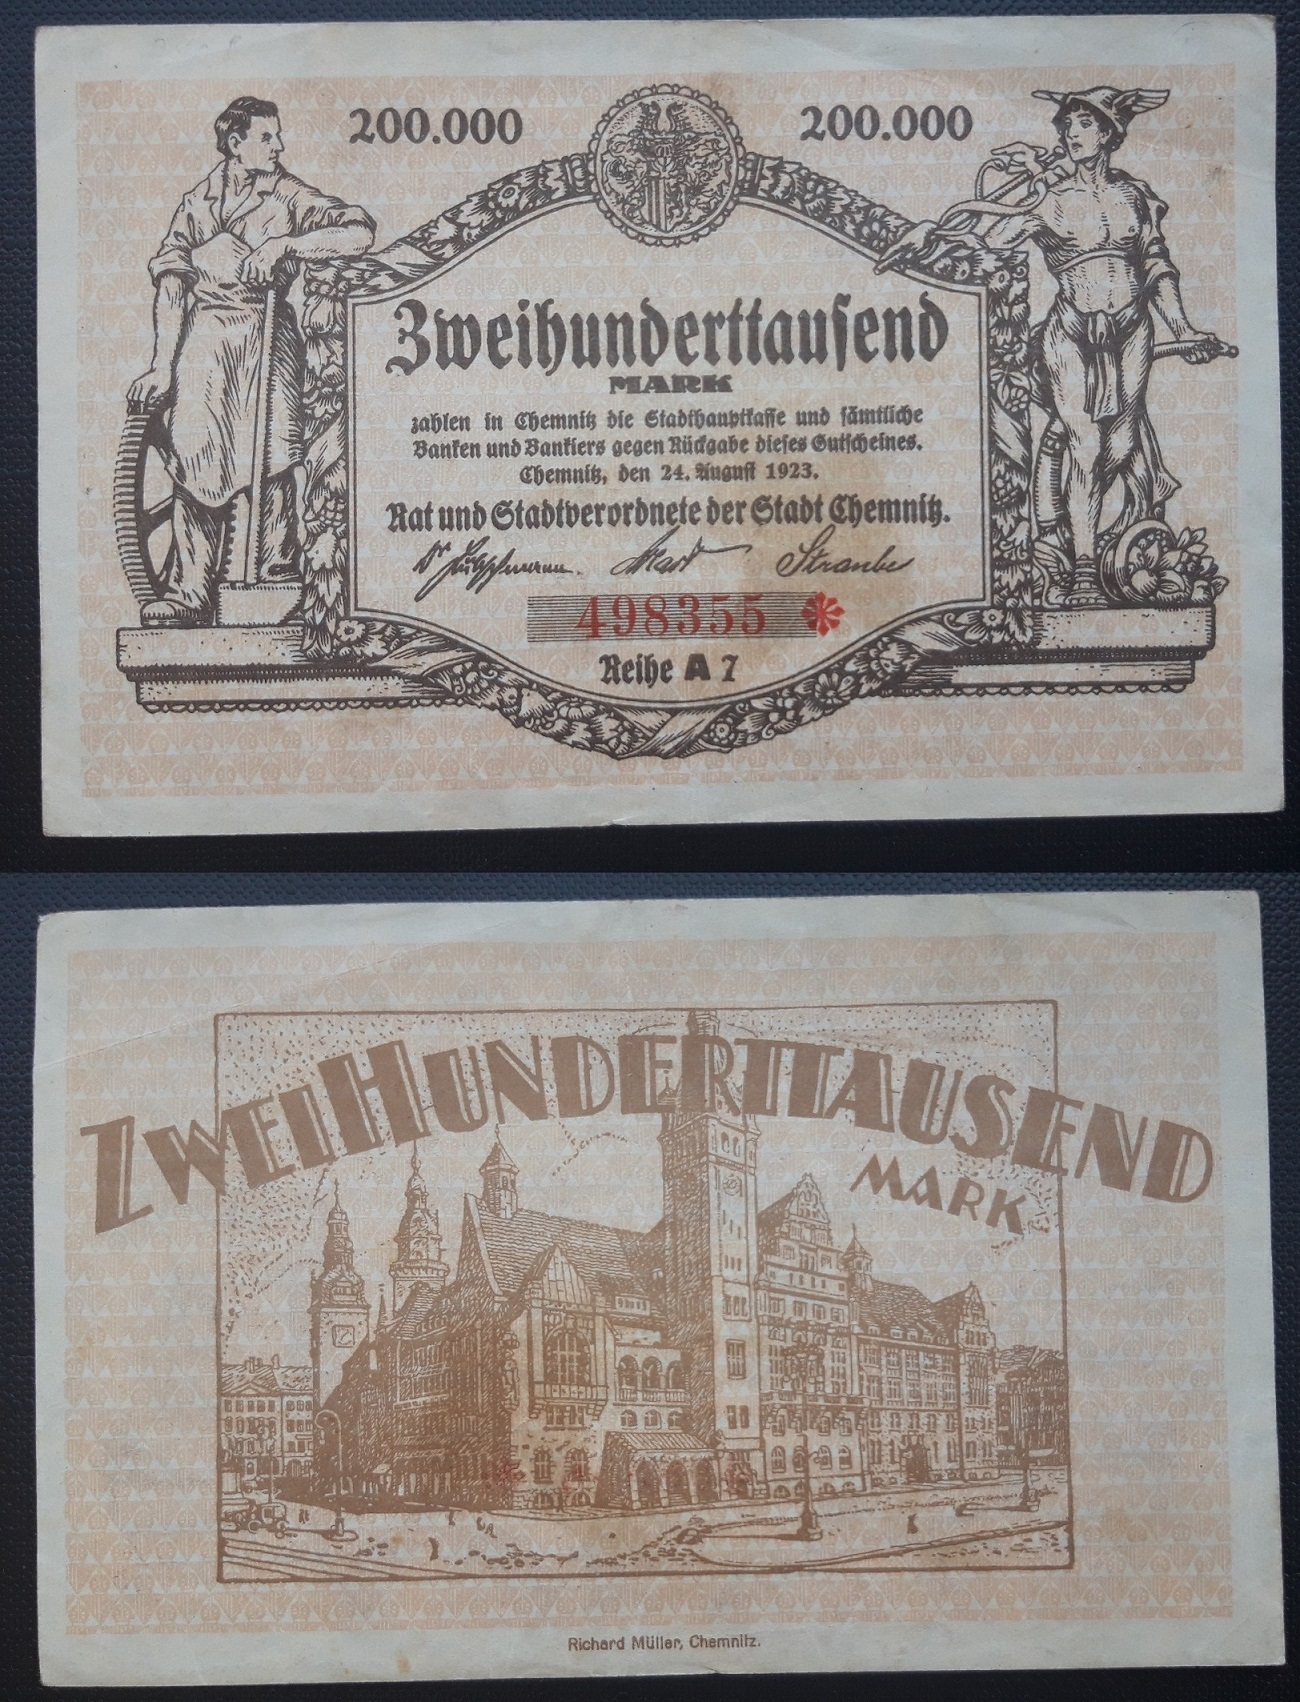 200.000 200.000
Zweihunderttausend
MARK
zahlen in Chemnitz die Stadthauptkasse und sämtliche
Banken und Bankiers gegen Rückgabe dieses Gutscheines.
Chemnitz, den 24. August 1923.
Rat und Stadtverordnete der Stadt Chemnitz.
Straube
498355
Reihe A 7
ZWEIHUNDERTTAUSEND
MARK
Richard Müller, Chemnitz.